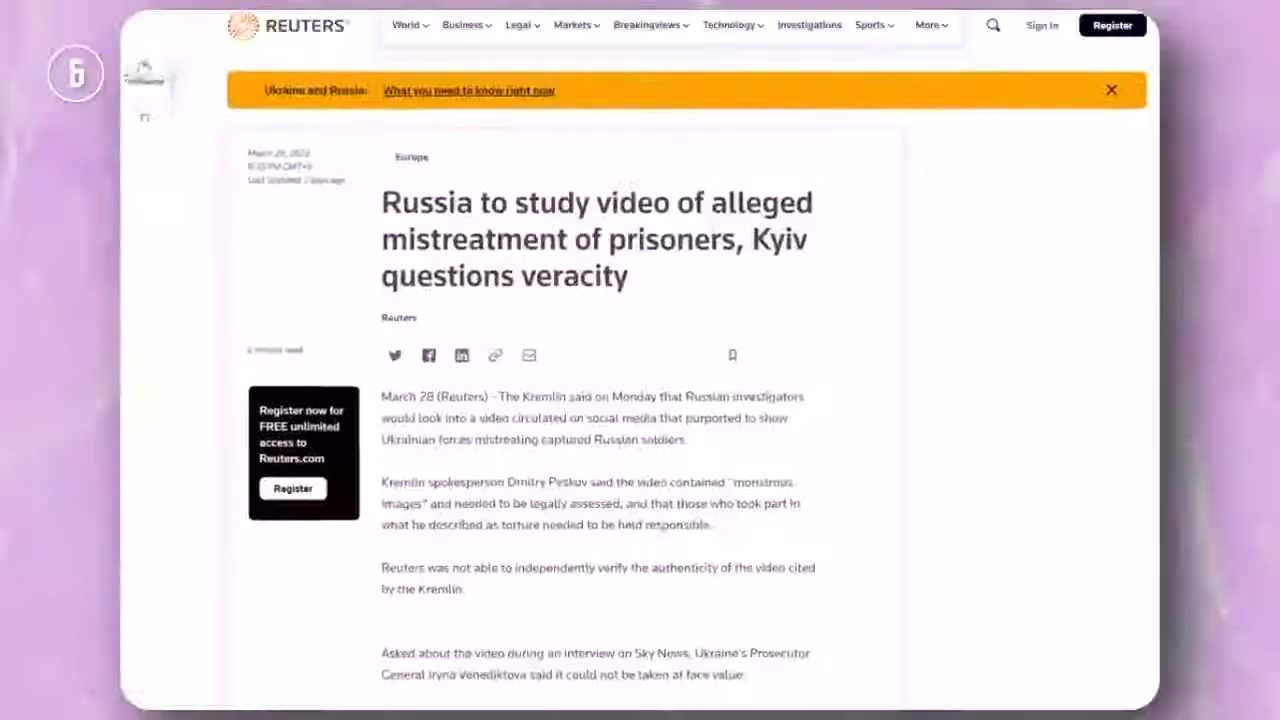 REUTERS
World Business Legal Markets Breakingviews Technology Investigations Sports More Sign In Register
Ukraine and Russia: What you need to know right now
March 29, 2022
Europe
Russia to study video of alleged
mistreatment of prisoners, Kyiv
questions veracity
Reuters
2 minute read
Register now for
FREE unlimited
access to
Reuters.com
Register
March 28 (Reuters) - The Kremlin said on Monday that Russian investigators
would look into a video circulated on social media that purported to show
Ukrainian forces mistreating captured Russian soldiers.
Kremlin spokesperson Dmitry Peskov said the video contained "monstrous
images" and needed to be legally assessed, and that those who took part in
what he described as torture needed to be held responsible.
Reuters was not able to independently verify the authenticity of the video cited
by the Kremlin.
Asked about the video during an interview on Sky News, Ukraine's Prosecutor
General Iryna Venediktova said it could not be taken at face value.